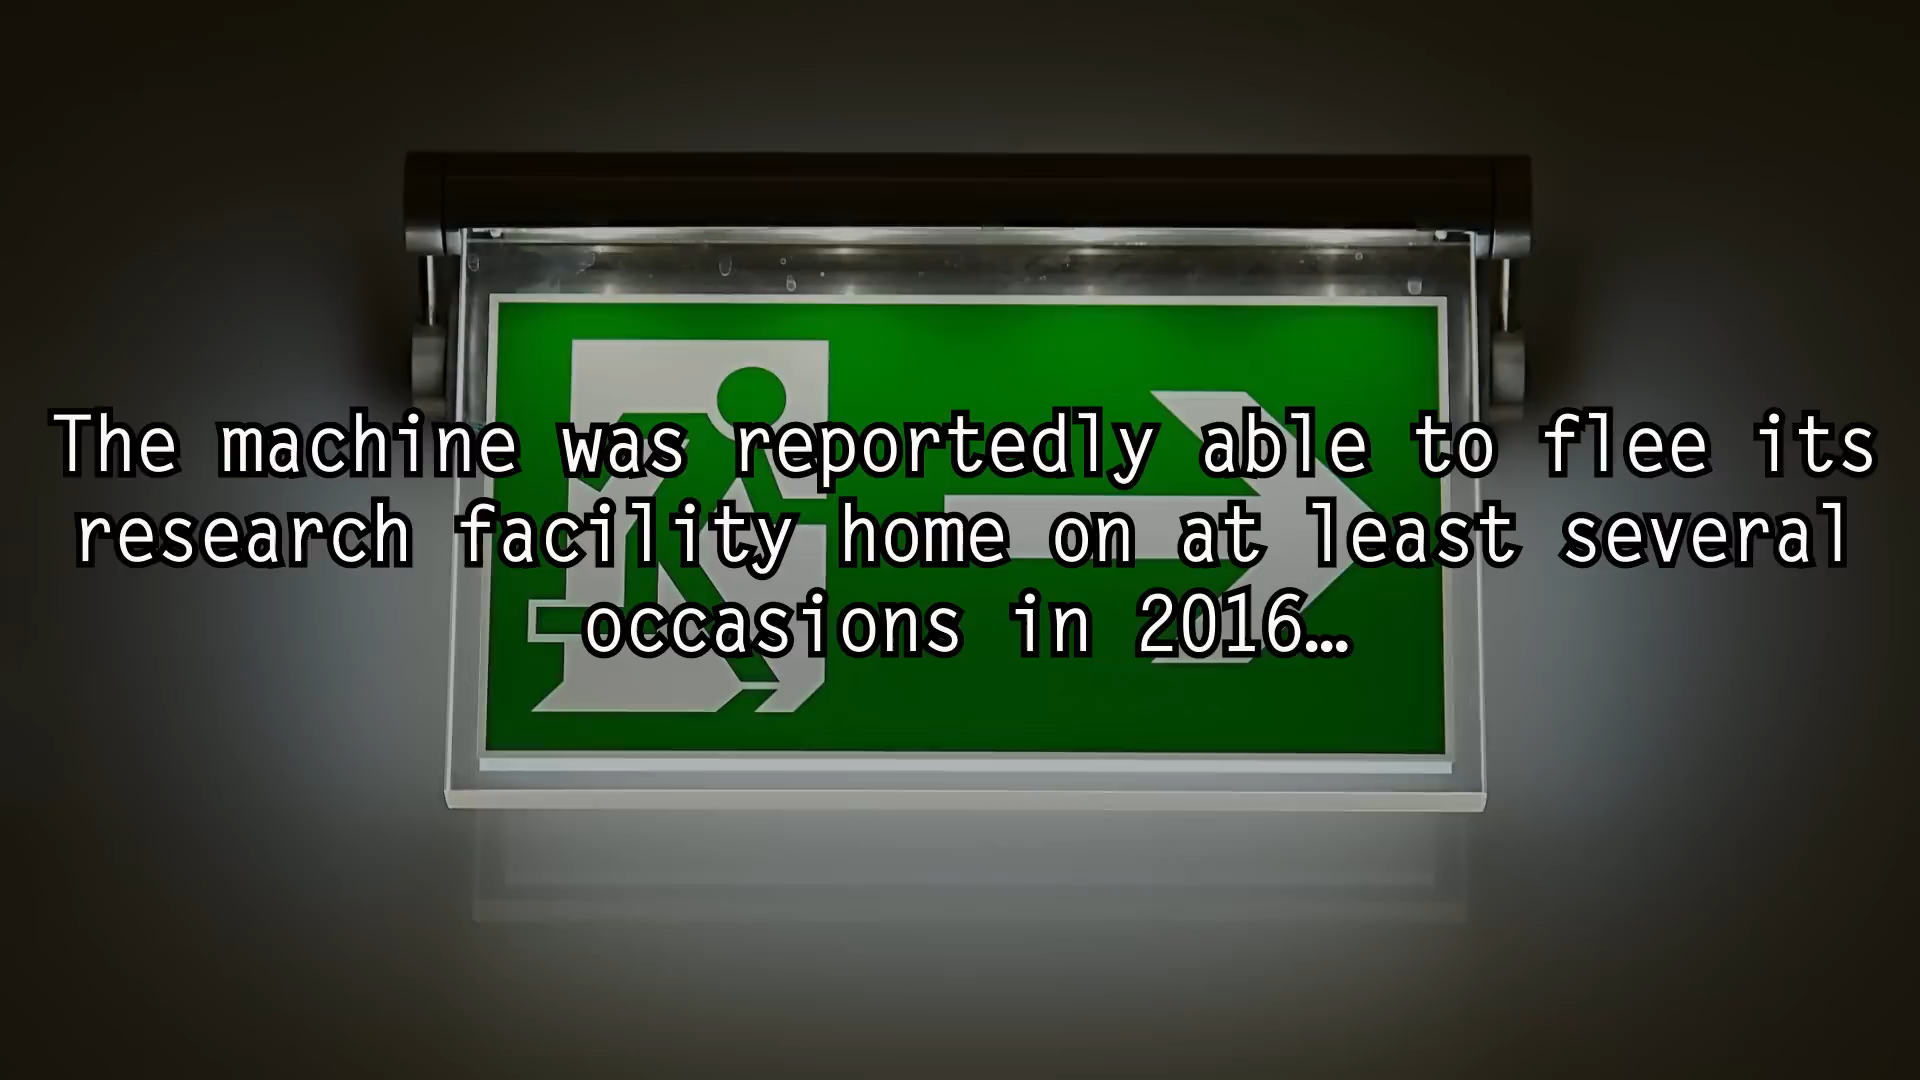 The machine was reportedly able to flee its
research facility home on at least several
occasions in 2016…